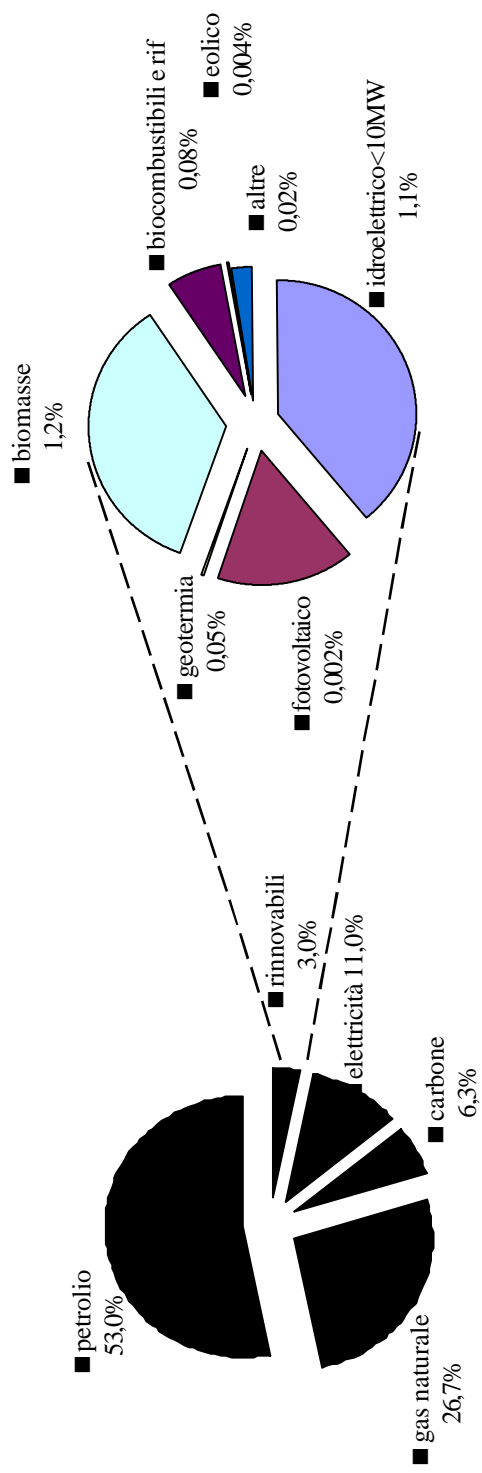 petrolio
53,0%
gas naturale
26,7%
carbone
6,3%
elettricità 11,0%
rinnovabili
3,0%
fotovoltaico
0,002%
geotermia
0,05%
biomasse
1,2%
biocombustibili e rif
0,08%
eolico
0,004%
altre
0,02%
idroelettrico<10MW
1,1%